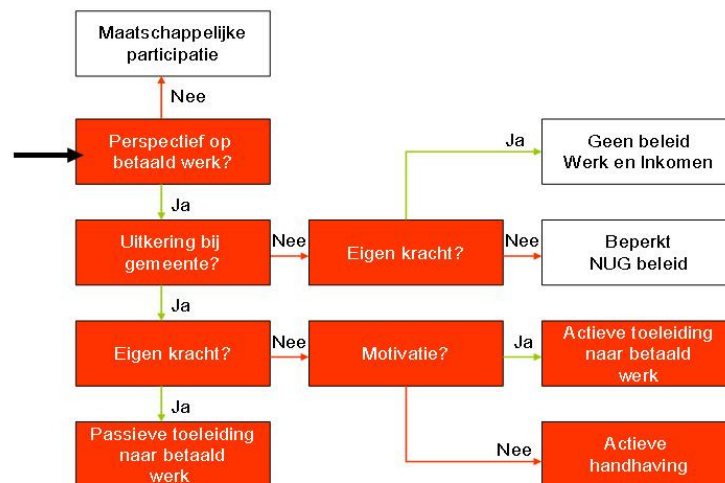 Maatschappelijke
participatie
Nee
Perspectief op
betaald werk?
Ja
Geen beleid
Werk en Inkomen
Ja
Uitkering bij
gemeente?
Nee
Eigen kracht?
Nee
Beperkt
NUG beleid
Ja
Eigen kracht?
Nee
Motivatie?
Ja
Actieve toeleiding
naar betaald
werk
Ja
Passieve toeleiding
naar betaald
werk
Nee
Actieve
handhaving